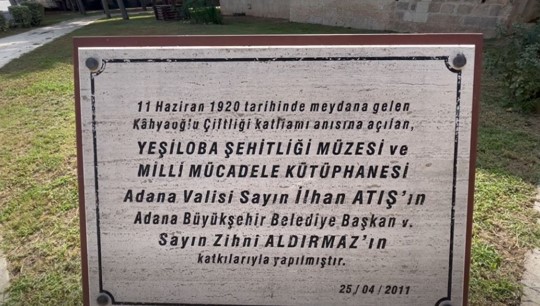 11 Haziran 1920 tarihinde meydana gelen
Kâhyaoğlu Çiftliği katliamı anısına açılan,
YEŞİLOBA ŞEHİTLİĞİ MÜZESİ ve
MİLLİ MÜCADELE KÜTÜPHANESİ
Adana Valisi Sayın İlhan ATIŞ'ın
Adana Büyükşehir Belediye Başkan v.
Sayın Zihni ALDIRMAZ'ın
katkılarıyla yapılmıştır.
25/04/2011